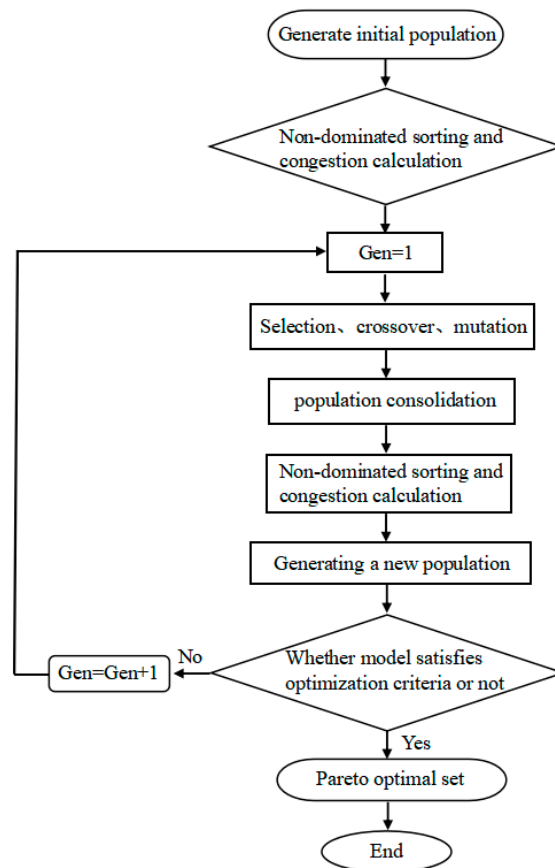 Generate initial population
Non-dominated sorting and
congestion calculation
Gen=1
Selection、crossover、mutation
population consolidation
Non-dominated sorting and
congestion calculation
Generating a new population
Whether model satisfies
optimization criteria or not
No
Gen=Gen+1
Yes
Pareto optimal set
End